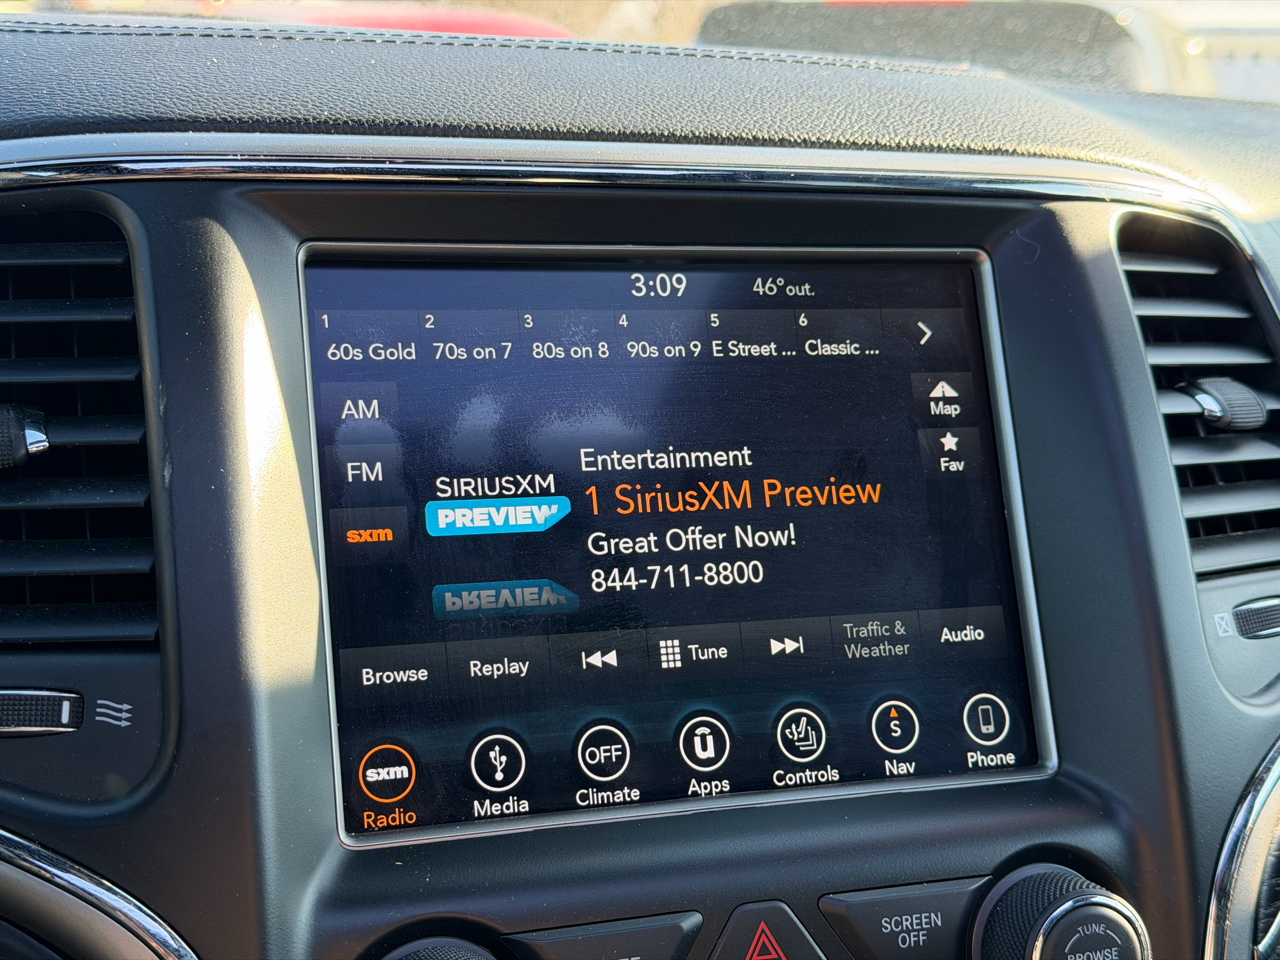 3:09 46° out.
1 2 3 4 5 6
60s Gold 70s on 7 80s on 8 90s on 9 E Street ... Classic ...
AM
Map
FM
Fav
sxm
SIRIUSXM
PREVIEW
Entertainment
1 SiriusXM Preview
Great Offer Now!
844-711-8800
PREVIEW
Browse Replay Tune Traffic & Weather Audio
sxm OFF û S
Radio Media Climate Apps Controls Nav Phone
SCREEN
OFF
TUNE
BROWSE